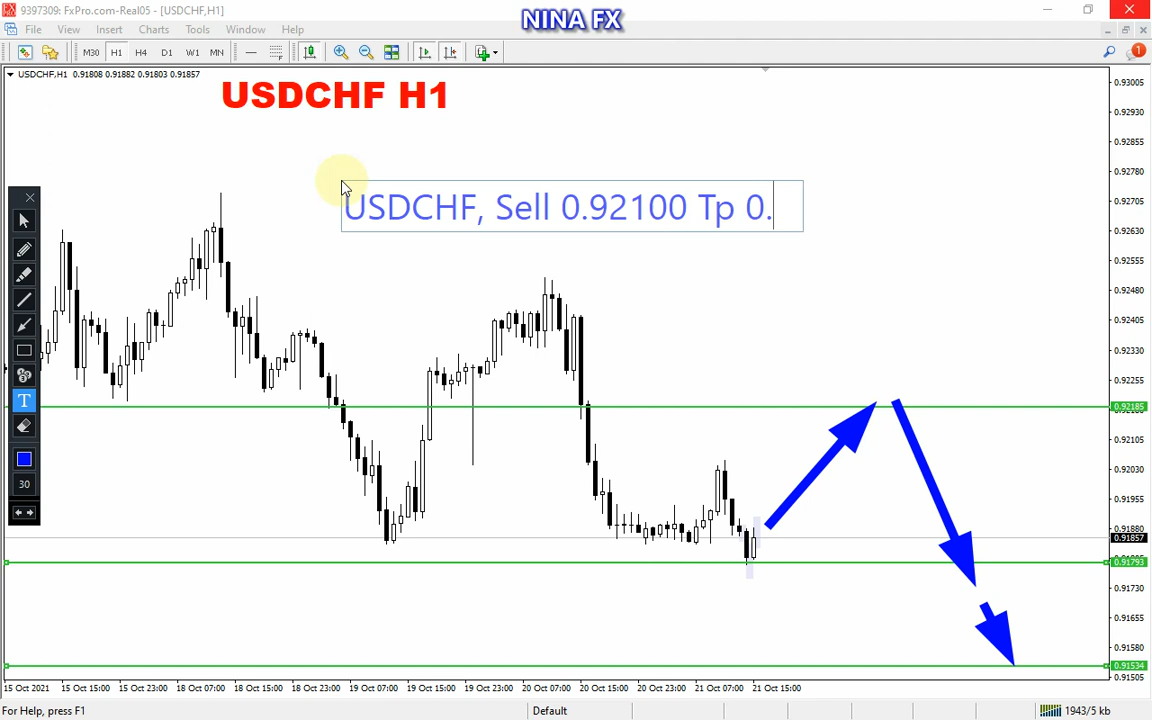 9397309: FxPro.com-Real05 - [USDCHF,H1]
NINA FX
File View Insert Charts Tools Window Help
M30 H1 H4 D1 W1 MN
1
USDCHF,H1 0.91808 0.91882 0.91803 0.91857
USDCHF H1
USDCHF, Sell 0.92100 Tp 0.
T
30
0.93005
0.92930
0.92855
0.92780
0.92705
0.92630
0.92555
0.92480
0.92405
0.92330
0.92255
0.92185
0.92105
0.92030
0.91955
0.91880
0.91857
0.91793
0.91730
0.91655
0.91580
0.91534
0.91505
15 Oct 2021 15 Oct 15:00 15 Oct 23:00 18 Oct 07:00 18 Oct 15:00 18 Oct 23:00 19 Oct 07:00 19 Oct 15:00 19 Oct 23:00 20 Oct 07:00 20 Oct 15:00 20 Oct 23:00 21 Oct 07:00 21 Oct 15:00
For Help, press F1 Default 1943/5 kb